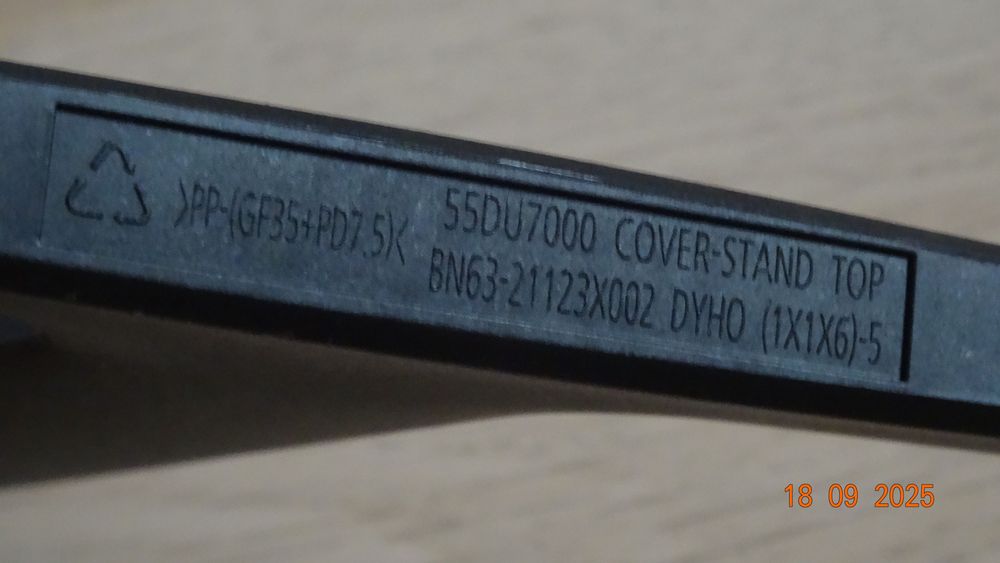 >PP-(GF35+PD7.5)<
55DU7000 COVER-STAND TOP
BN63-21123X002 DYHO (1X1X6)-5
18 09 2025